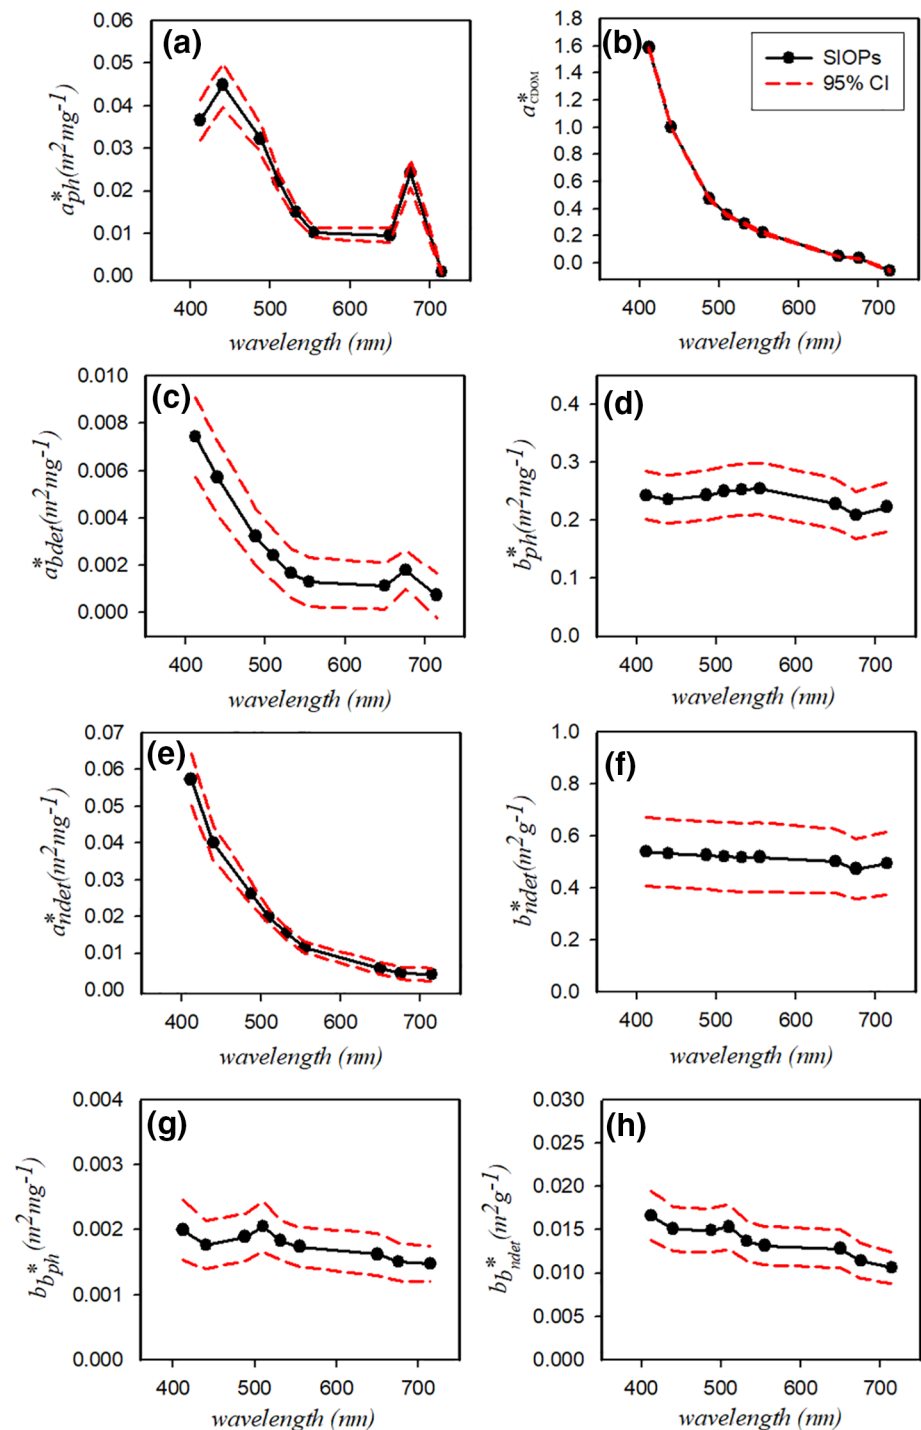 (a)
0.06
0.05
0.04
0.03
0.02
0.01
0.00
a*ph(m2mg-1)
400 500 600 700
wavelength (nm)
(b)
1.8
1.6
1.4
1.2
1.0
0.8
0.6
0.4
0.2
0.0
a*CDOM
SIOPs
95% CI
400 500 600 700
wavelength (nm)
(c)
0.010
0.008
0.006
0.004
0.002
0.000
a*bdet(m2mg-1)
400 500 600 700
wavelength (nm)
(d)
0.4
0.3
0.2
0.1
0.0
b*ph(m2mg-1)
400 500 600 700
wavelength (nm)
(e)
0.07
0.06
0.05
0.04
0.03
0.02
0.01
0.00
a*ndet(m2mg-1)
400 500 600 700
wavelength (nm)
(f)
1.0
0.8
0.6
0.4
0.2
0.0
b*ndet(m2g-1)
400 500 600 700
wavelength (nm)
(g)
0.004
0.003
0.002
0.001
0.000
bb*ph (m2mg-1)
400 500 600 700
wavelength (nm)
(h)
0.030
0.025
0.020
0.015
0.010
0.005
0.000
bb*ndet (m2g-1)
400 500 600 700
wavelength (nm)